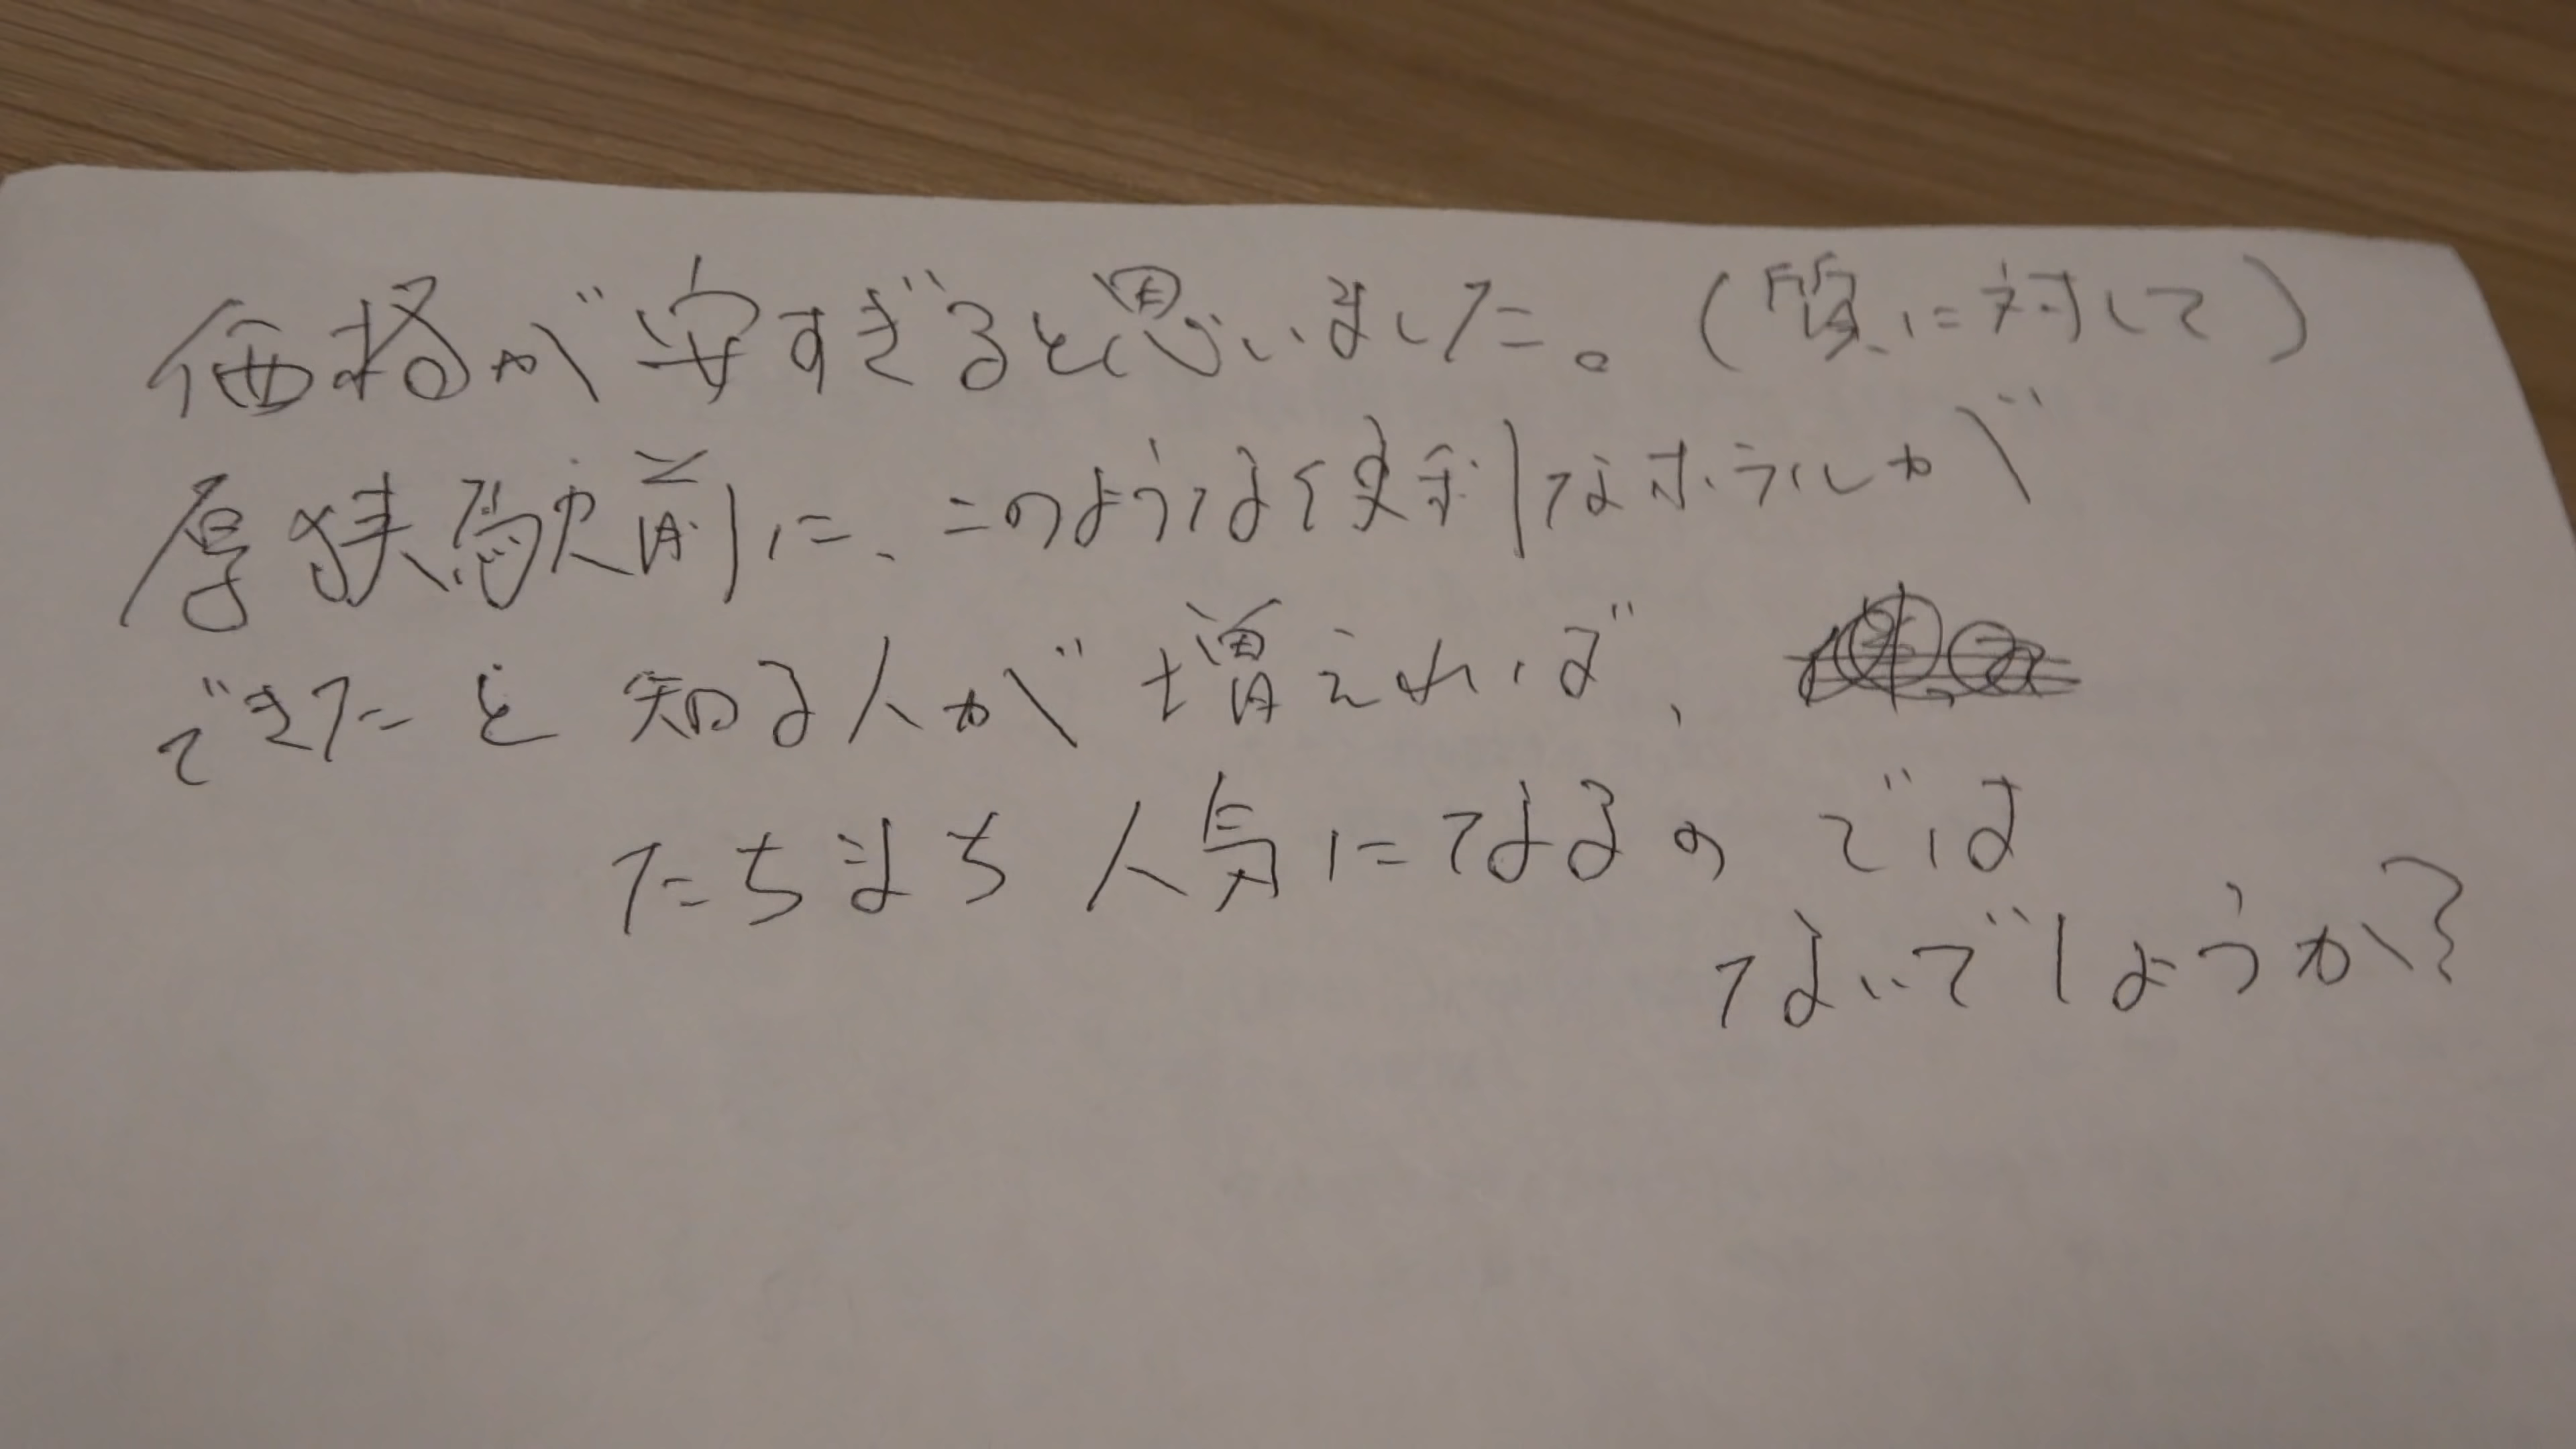 価格が安すぎると思いました。(質に対して)
厚狭駅前に、このような便利なホテルが
できたと知る人が増えれば、
たちまち人気になるのでは
ないでしょうか?